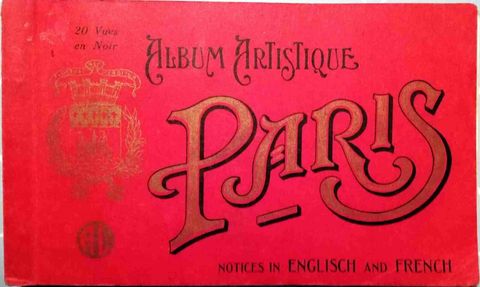 20 Vues
en Noir
ALBUM ARTISTIQUE
PARIS
NOTICES IN ENGLISCH AND FRENCH